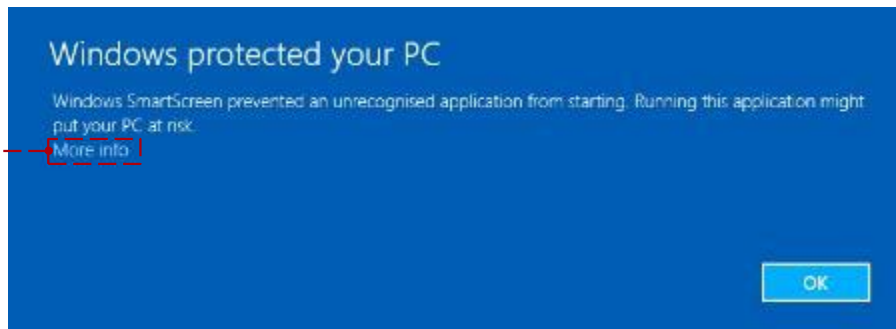 Windows protected your PC
Windows SmartScreen prevented an unrecognised application from starting. Running this application might
put your PC at risk.
More info
OK